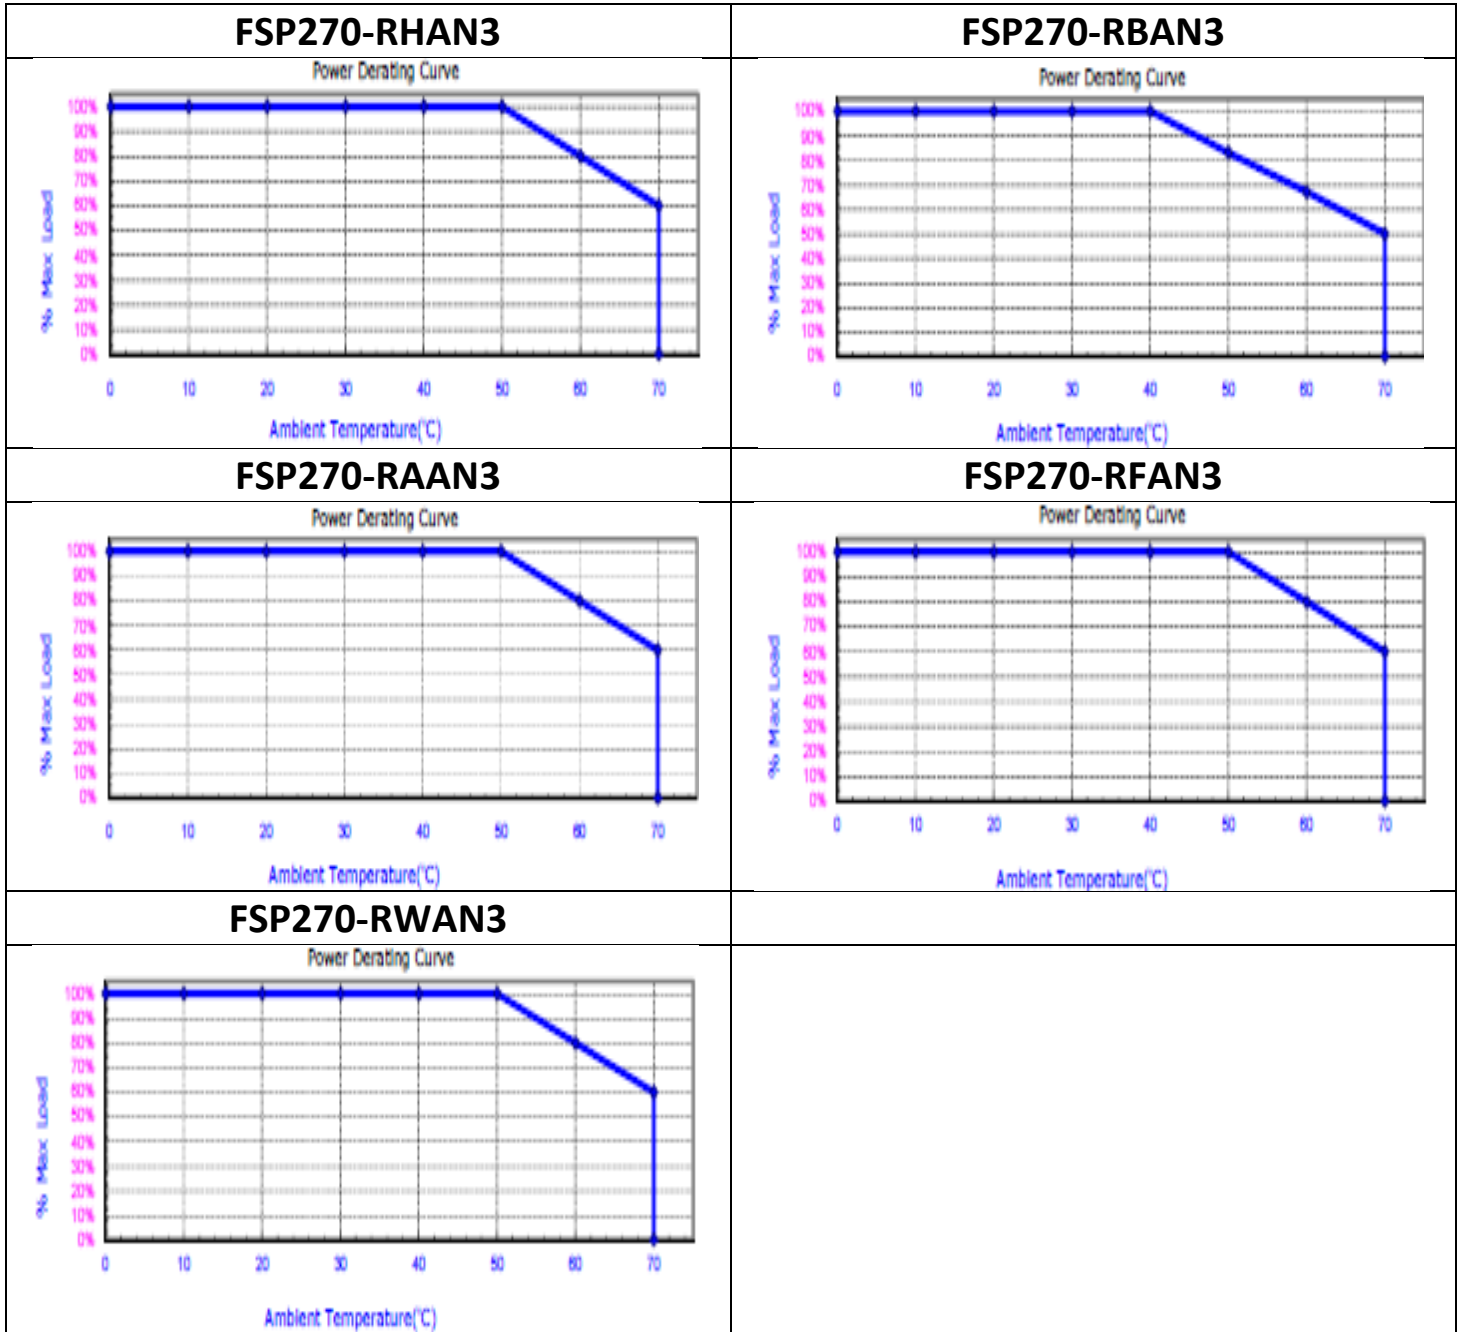 FSP270-RHAN3
FSP270-RBAN3
Power Derating Curve
100%
90%
80%
70%
60%
50%
40%
30%
20%
10%
0%
% Max Load
0 10 20 30 40 50 60 70
Ambient Temperature(°C)
Power Derating Curve
100%
90%
80%
70%
60%
50%
40%
30%
20%
10%
0%
% Max Load
0 10 20 30 40 50 60 70
Ambient Temperature(°C)
FSP270-RAAN3
FSP270-RFAN3
Power Derating Curve
100%
90%
80%
70%
60%
50%
40%
30%
20%
10%
0%
% Max Load
0 10 20 30 40 50 60 70
Ambient Temperature(°C)
Power Derating Curve
100%
90%
80%
70%
60%
50%
40%
30%
20%
10%
0%
% Max Load
0 10 20 30 40 50 60 70
Ambient Temperature(°C)
FSP270-RWAN3
Power Derating Curve
100%
90%
80%
70%
60%
50%
40%
30%
20%
10%
0%
% Max Load
0 10 20 30 40 50 60 70
Ambient Temperature(°C)